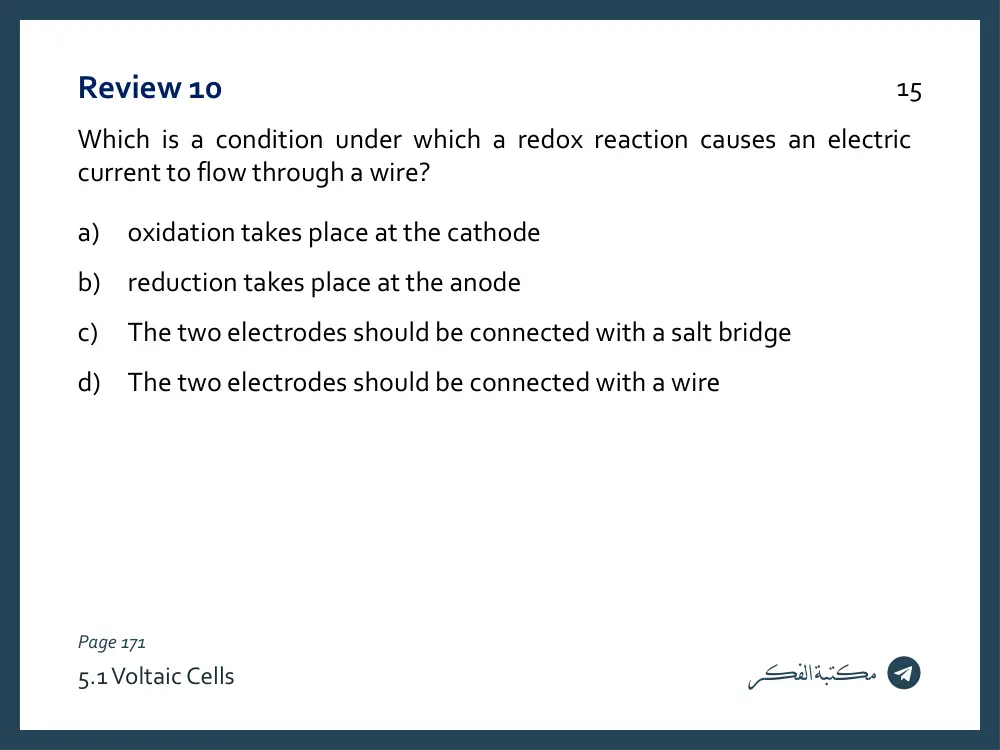 Review 10
15
Which is a condition under which a redox reaction causes an electric
current to flow through a wire?
a) oxidation takes place at the cathode
b) reduction takes place at the anode
c) The two electrodes should be connected with a salt bridge
d) The two electrodes should be connected with a wire
Page 171
5.1 Voltaic Cells
مكتبة الفكر